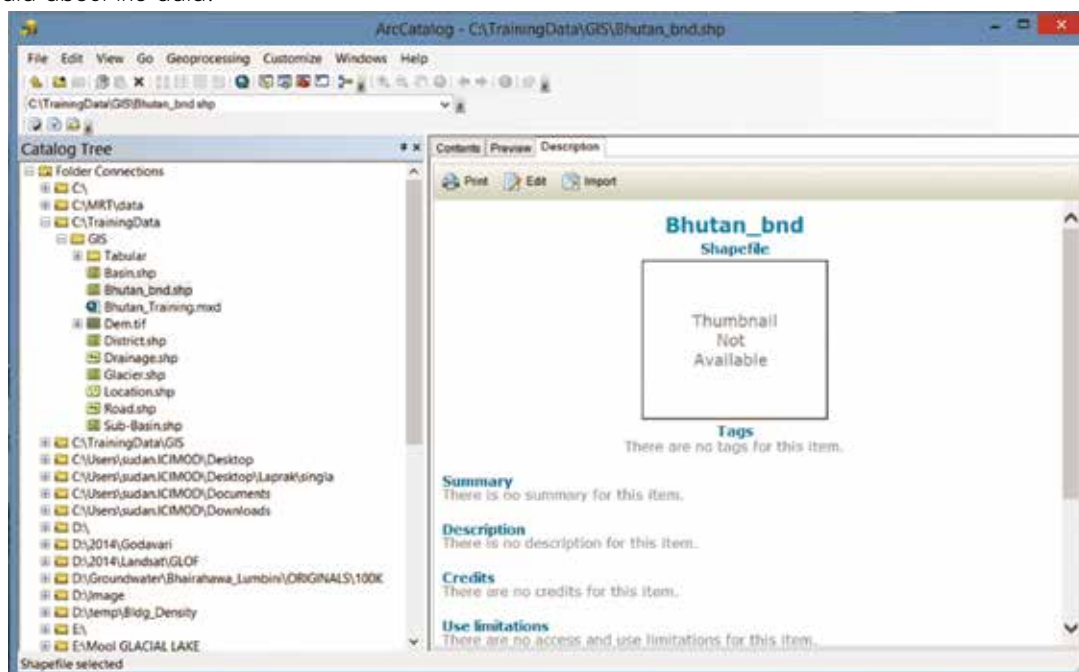 about the data.
ArcCatalog - C:\TrainingData\GIS\Bhutan_bnd.shp
File Edit View Go Geoprocessing Customize Windows Help
C:\TrainingData\GIS\Bhutan_bnd.shp
Catalog Tree
Folder Connections
C:\
C:\MRT\data
C:\TrainingData
GIS
Tabular
Basin.shp
Bhutan_bnd.shp
Bhutan_Training.mxd
Dem.tif
District.shp
Drainage.shp
Glacier.shp
Location.shp
Road.shp
Sub-Basin.shp
C:\TrainingData\GIS
C:\Users\sudan.ICIMOD\Desktop
C:\Users\sudan.ICIMOD\Desktop\Laprak\singla
C:\Users\sudan.ICIMOD\Documents
C:\Users\sudan.ICIMOD\Downloads
D:\
D:\2014\Godavari
D:\2014\Landsat\GLOF
D:\Groundwater\Bhairahawa_Lumbini\ORIGINALS\100K
D:\Image
D:\temp\Bldg_Density
E:\
E:\Mool GLACIAL LAKE
Contents Preview Description
Print Edit Import
Bhutan_bnd
Shapefile
Thumbnail
Not
Available
Tags
There are no tags for this item.
Summary
There is no summary for this item.
Description
There is no description for this item.
Credits
There are no credits for this item.
Use limitations
There are no access and use limitations for this item.
Shapefile selected